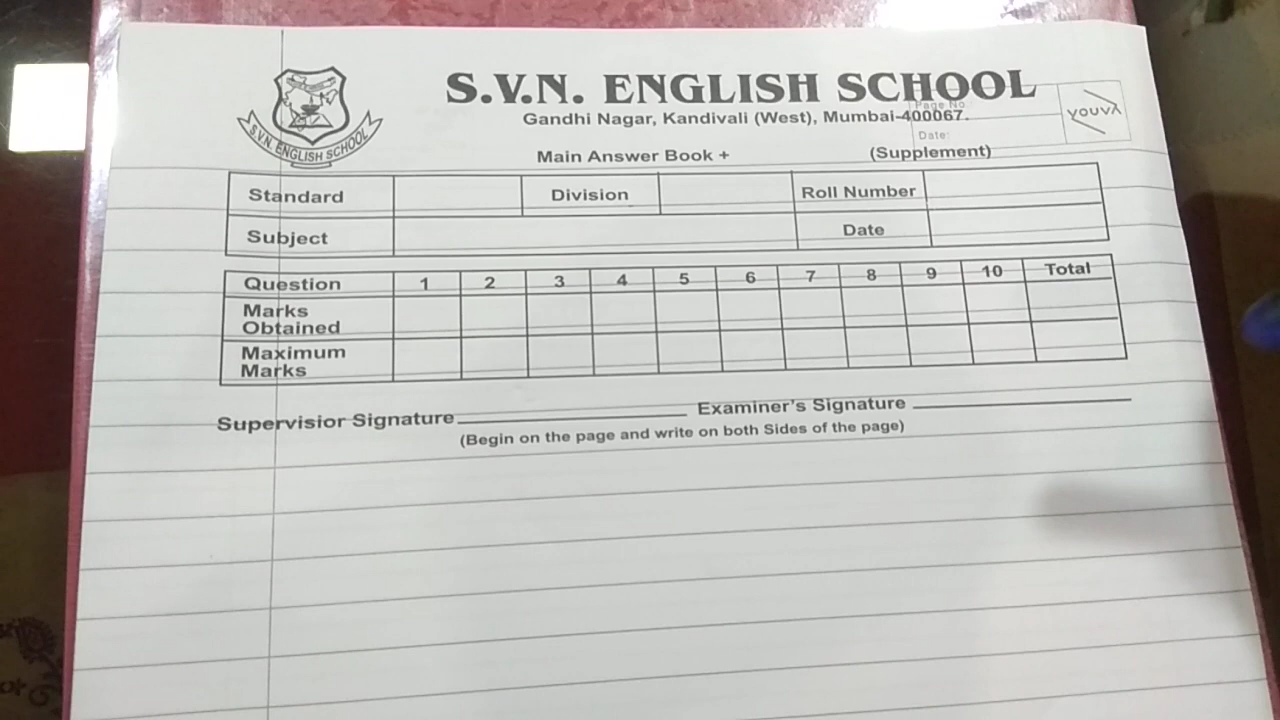 S.V.N. ENGLISH SCHOOL
S.V.N. ENGLISH SCHOOL
Page No
YOUVA
Gandhi Nagar, Kandivali (West), Mumbai-400067.
Date:
Main Answer Book + (Supplement)
Standard Division Roll Number
Subject Date
Question 1 2 3 4 5 6 7 8 9 10 Total
Marks
Obtained
Maximum
Marks
Supervisior Signature Examiner's Signature
(Begin on the page and write on both Sides of the page)